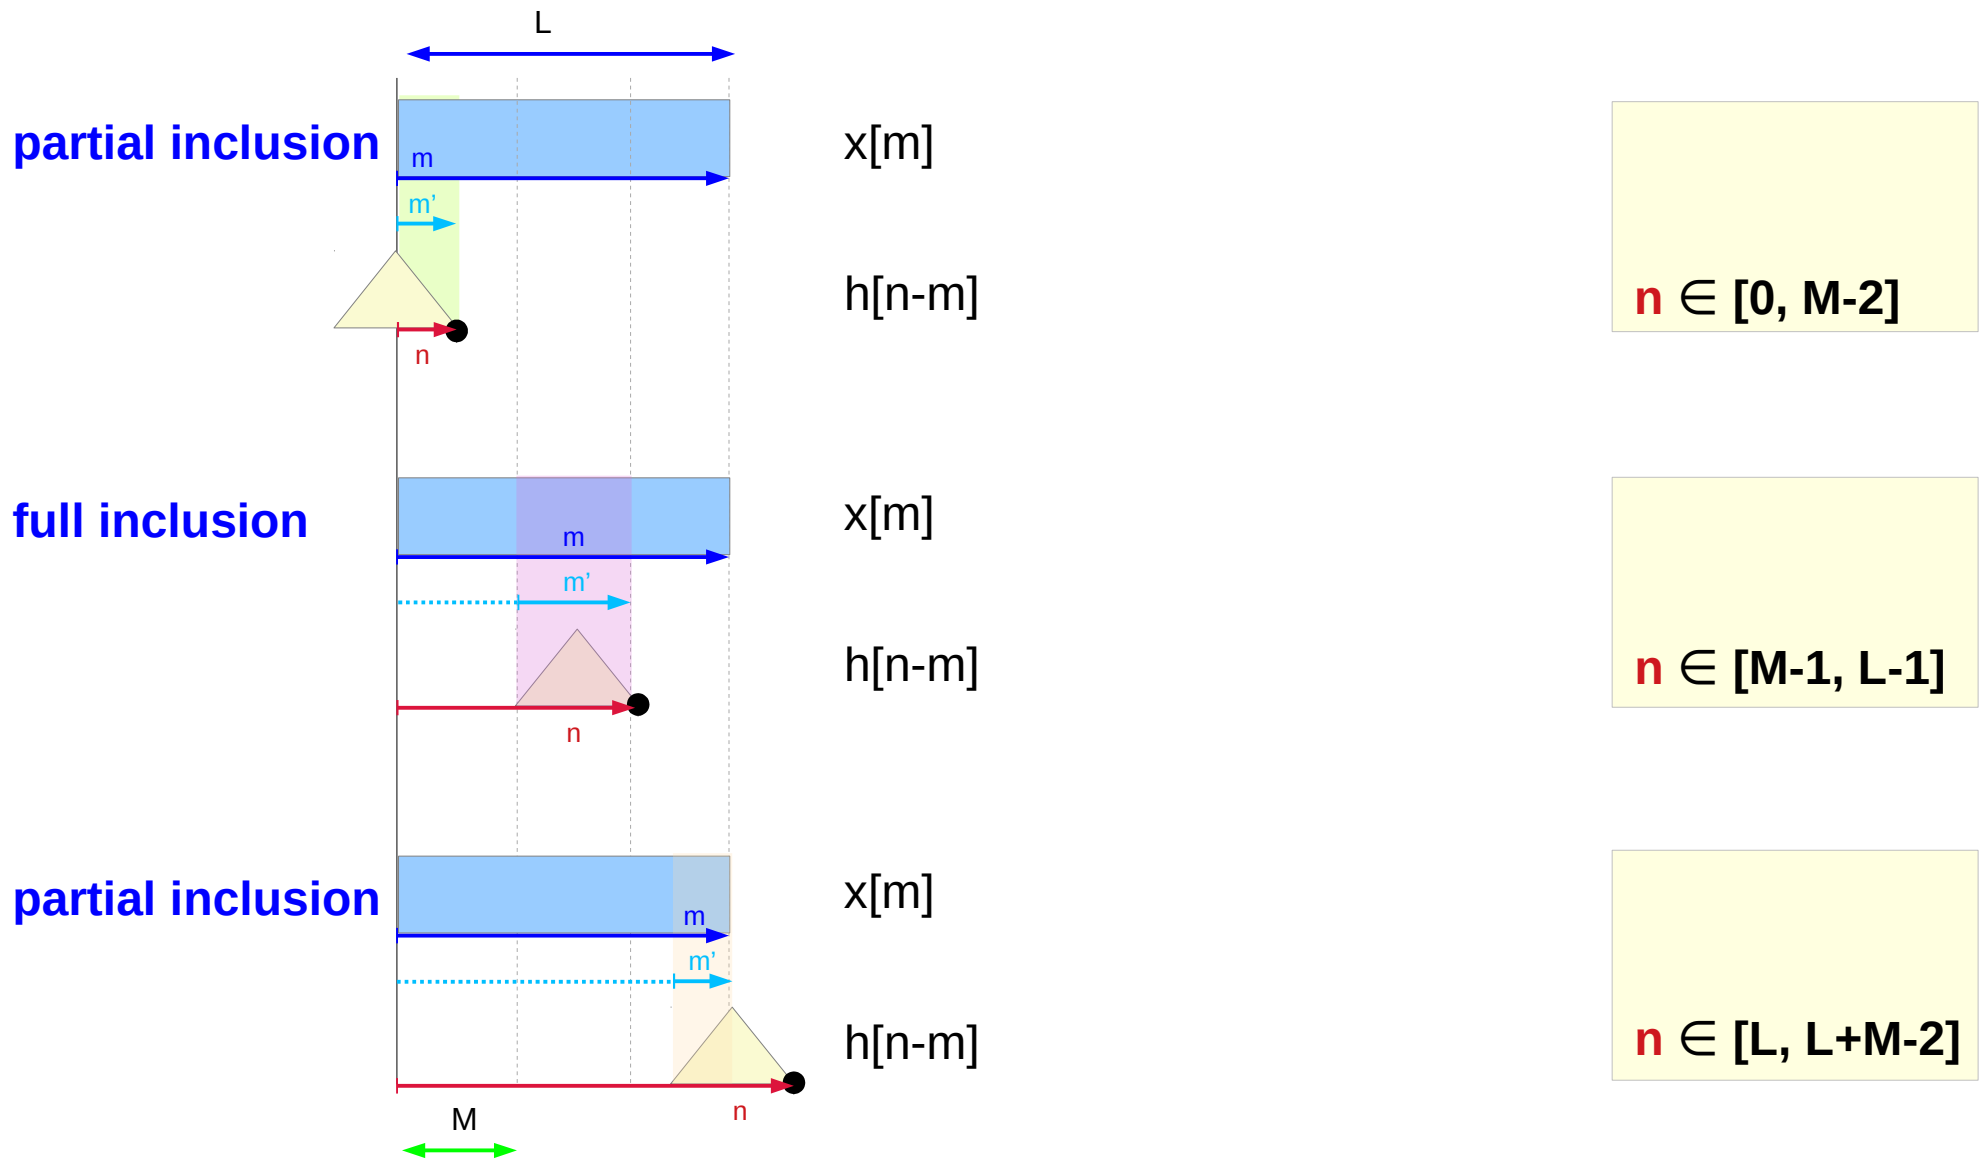 L
partial inclusion
m
x[m]
m’
h[n-m]
n ∈ [0, M-2]
n
full inclusion
m
x[m]
m’
h[n-m]
n ∈ [M-1, L-1]
n
partial inclusion
m
x[m]
m’
h[n-m]
n ∈ [L, L+M-2]
n
M